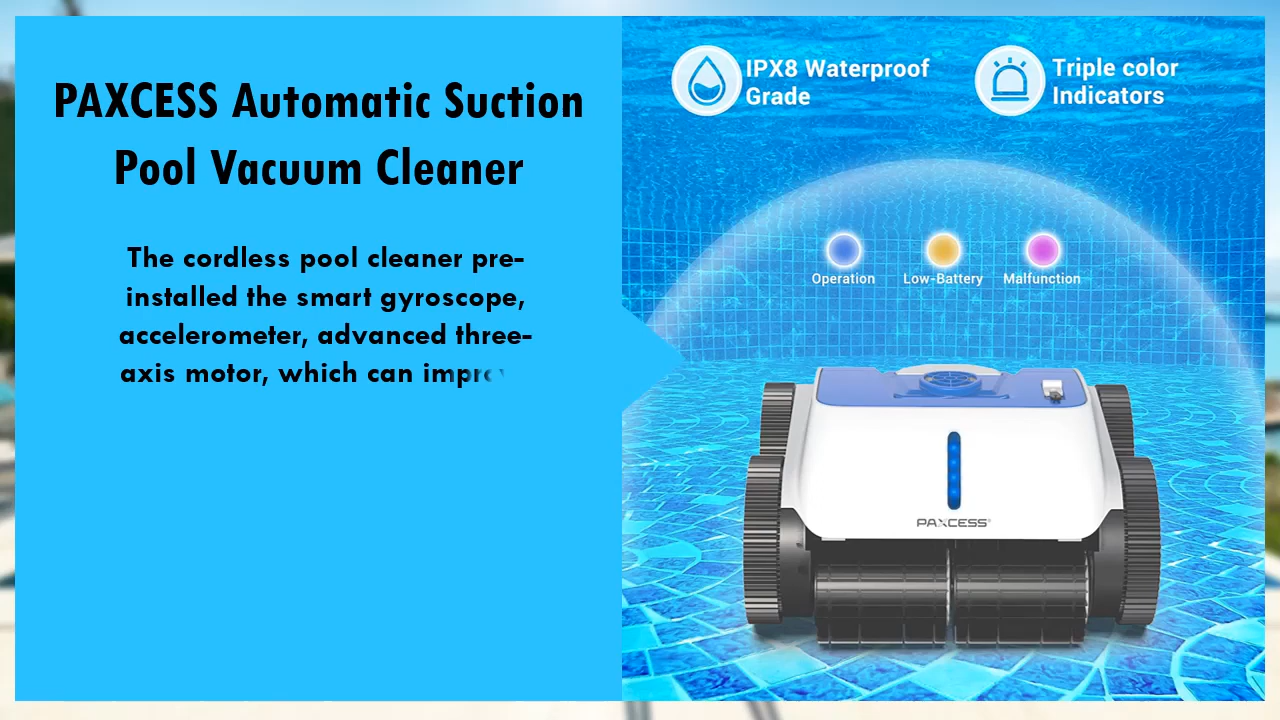 PAXCESS Automatic Suction
Pool Vacuum Cleaner
The cordless pool cleaner pre-
installed the smart gyroscope,
accelerometer, advanced three-
axis motor, which can
IPX8 Waterproof
Grade
Triple color
Indicators
Operation
Low-Battery
Malfunction
PAXCESS®